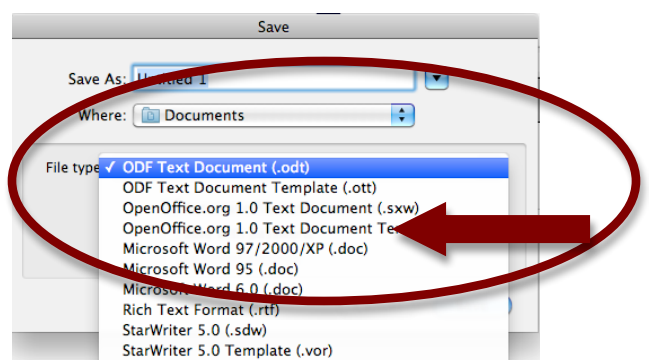 Save
Save As: Untitled 1
Where: Documents
File type ✓ ODF Text Document (.odt)
ODF Text Document Template (.ott)
OpenOffice.org 1.0 Text Document (.sxw)
OpenOffice.org 1.0 Text Document
Microsoft Word 97/2000/XP (.doc)
Microsoft Word 95 (.doc)
Microsoft Word 6.0 (.doc)
Rich Text Format (.rtf)
StarWriter 5.0 (.sdw)
StarWriter 5.0 Template (.vor)